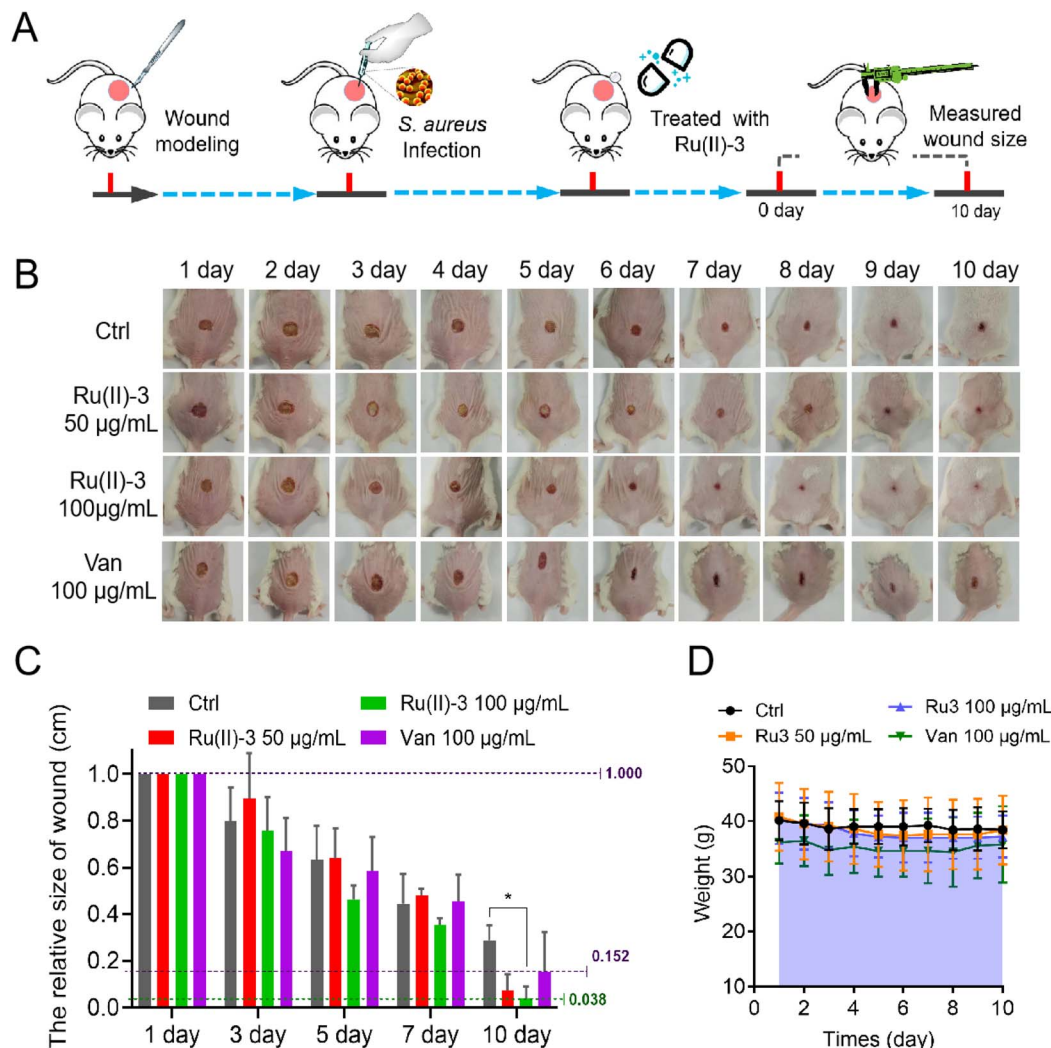 A
Wound
modeling
S. aureus
Infection
Treated with
Ru(II)-3
Measured
wound size
0 day
10 day
B
1 day 2 day 3 day 4 day 5 day 6 day 7 day 8 day 9 day 10 day
Ctrl
Ru(II)-3
50 µg/mL
Ru(II)-3
100µg/mL
Van
100 µg/mL
C
Ctrl
Ru(II)-3 100 µg/mL
Ru(II)-3 50 µg/mL
Van 100 µg/mL
The relative size of wound (cm)
1.0
0.8
0.6
0.4
0.2
0.0
1.000
*
0.152
0.038
1 day 3 day 5 day 7 day 10 day
D
Ctrl
Ru3 100 µg/mL
Ru3 50 µg/mL
Van 100 µg/mL
Weight (g)
50
40
30
20
10
2 4 6 8 10
Times (day)